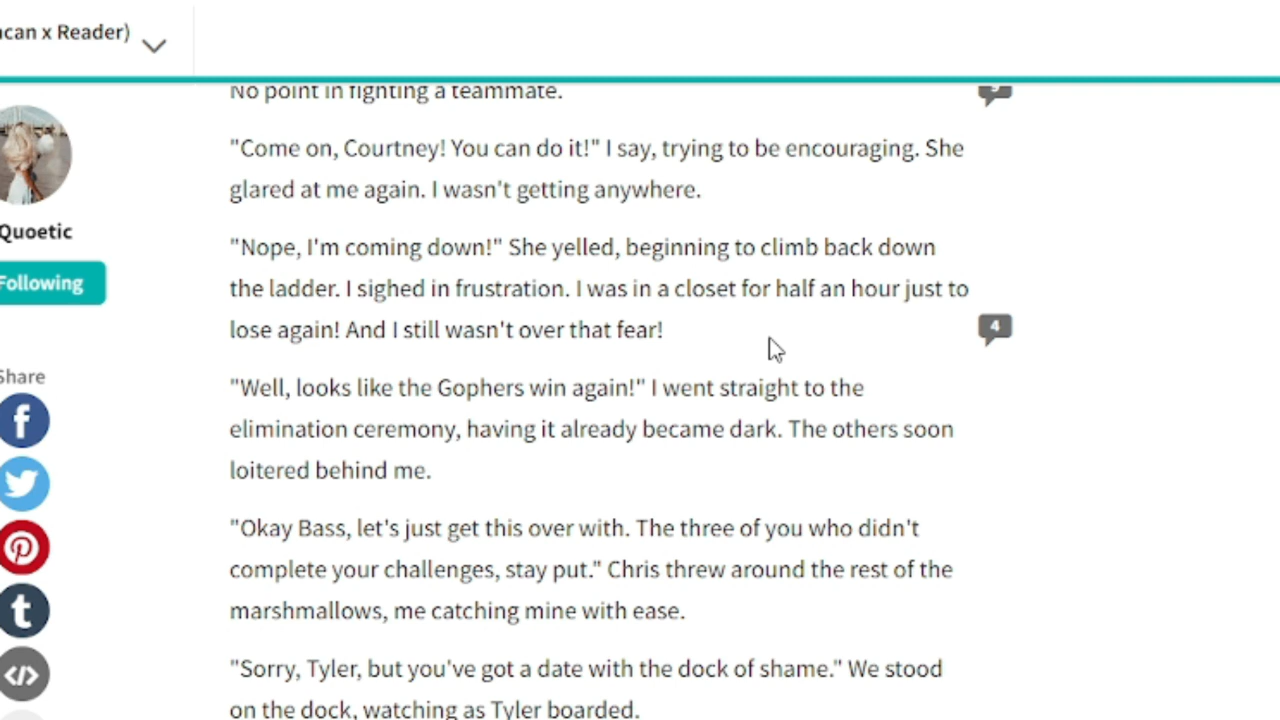 can x Reader)
No point in fighting a teammate.
"Come on, Courtney! You can do it!" I say, trying to be encouraging. She
glared at me again. I wasn't getting anywhere.
Quoetic
"Nope, I'm coming down!" She yelled, beginning to climb back down
Following
the ladder. I sighed in frustration. I was in a closet for half an hour just to
lose again! And I still wasn't over that fear!
4
Share
"Well, looks like the Gophers win again!" I went straight to the
elimination ceremony, having it already became dark. The others soon
loitered behind me.
"Okay Bass, let's just get this over with. The three of you who didn't
complete your challenges, stay put." Chris threw around the rest of the
marshmallows, me catching mine with ease.
"Sorry, Tyler, but you've got a date with the dock of shame." We stood
on the dock, watching as Tyler boarded.